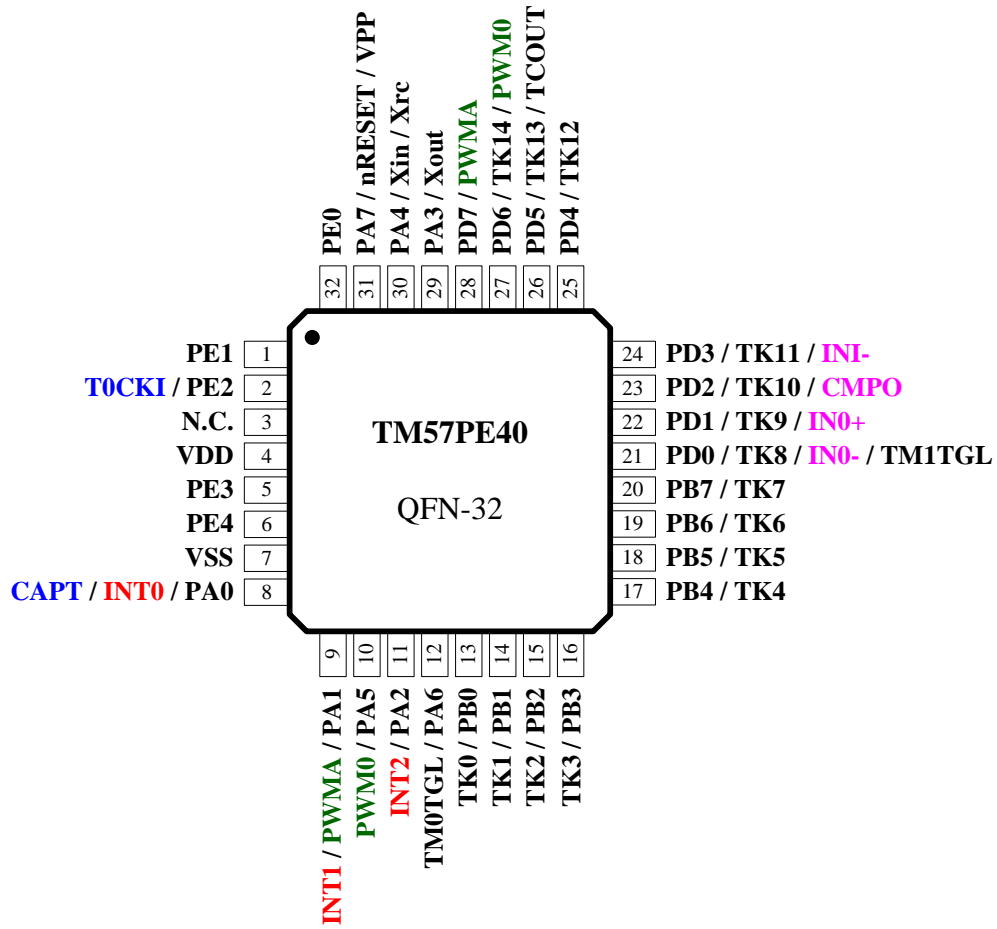 PE0
PA7 / nRESET / VPP
PA4 / Xin / Xrc
PA3 / Xout
PD7 / PWMA
PD6 / TK14 / PWM0
PD5 / TK13 / TCOUT
PD4 / TK12
32
31
30
29
28
27
26
25
PE1 1
T0CKI / PE2 2
N.C. 3
VDD 4
PE3 5
PE4 6
VSS 7
CAPT / INT0 / PA0 8
TM57PE40
QFN-32
24 PD3 / TK11 / INI-
23 PD2 / TK10 / CMPO
22 PD1 / TK9 / IN0+
21 PD0 / TK8 / IN0- / TM1TGL
20 PB7 / TK7
19 PB6 / TK6
18 PB5 / TK5
17 PB4 / TK4
9
10
11
12
13
14
15
16
INT1 / PWMA / PA1
PWM0 / PA5
INT2 / PA2
TM0TGL / PA6
TK0 / PB0
TK1 / PB1
TK2 / PB2
TK3 / PB3